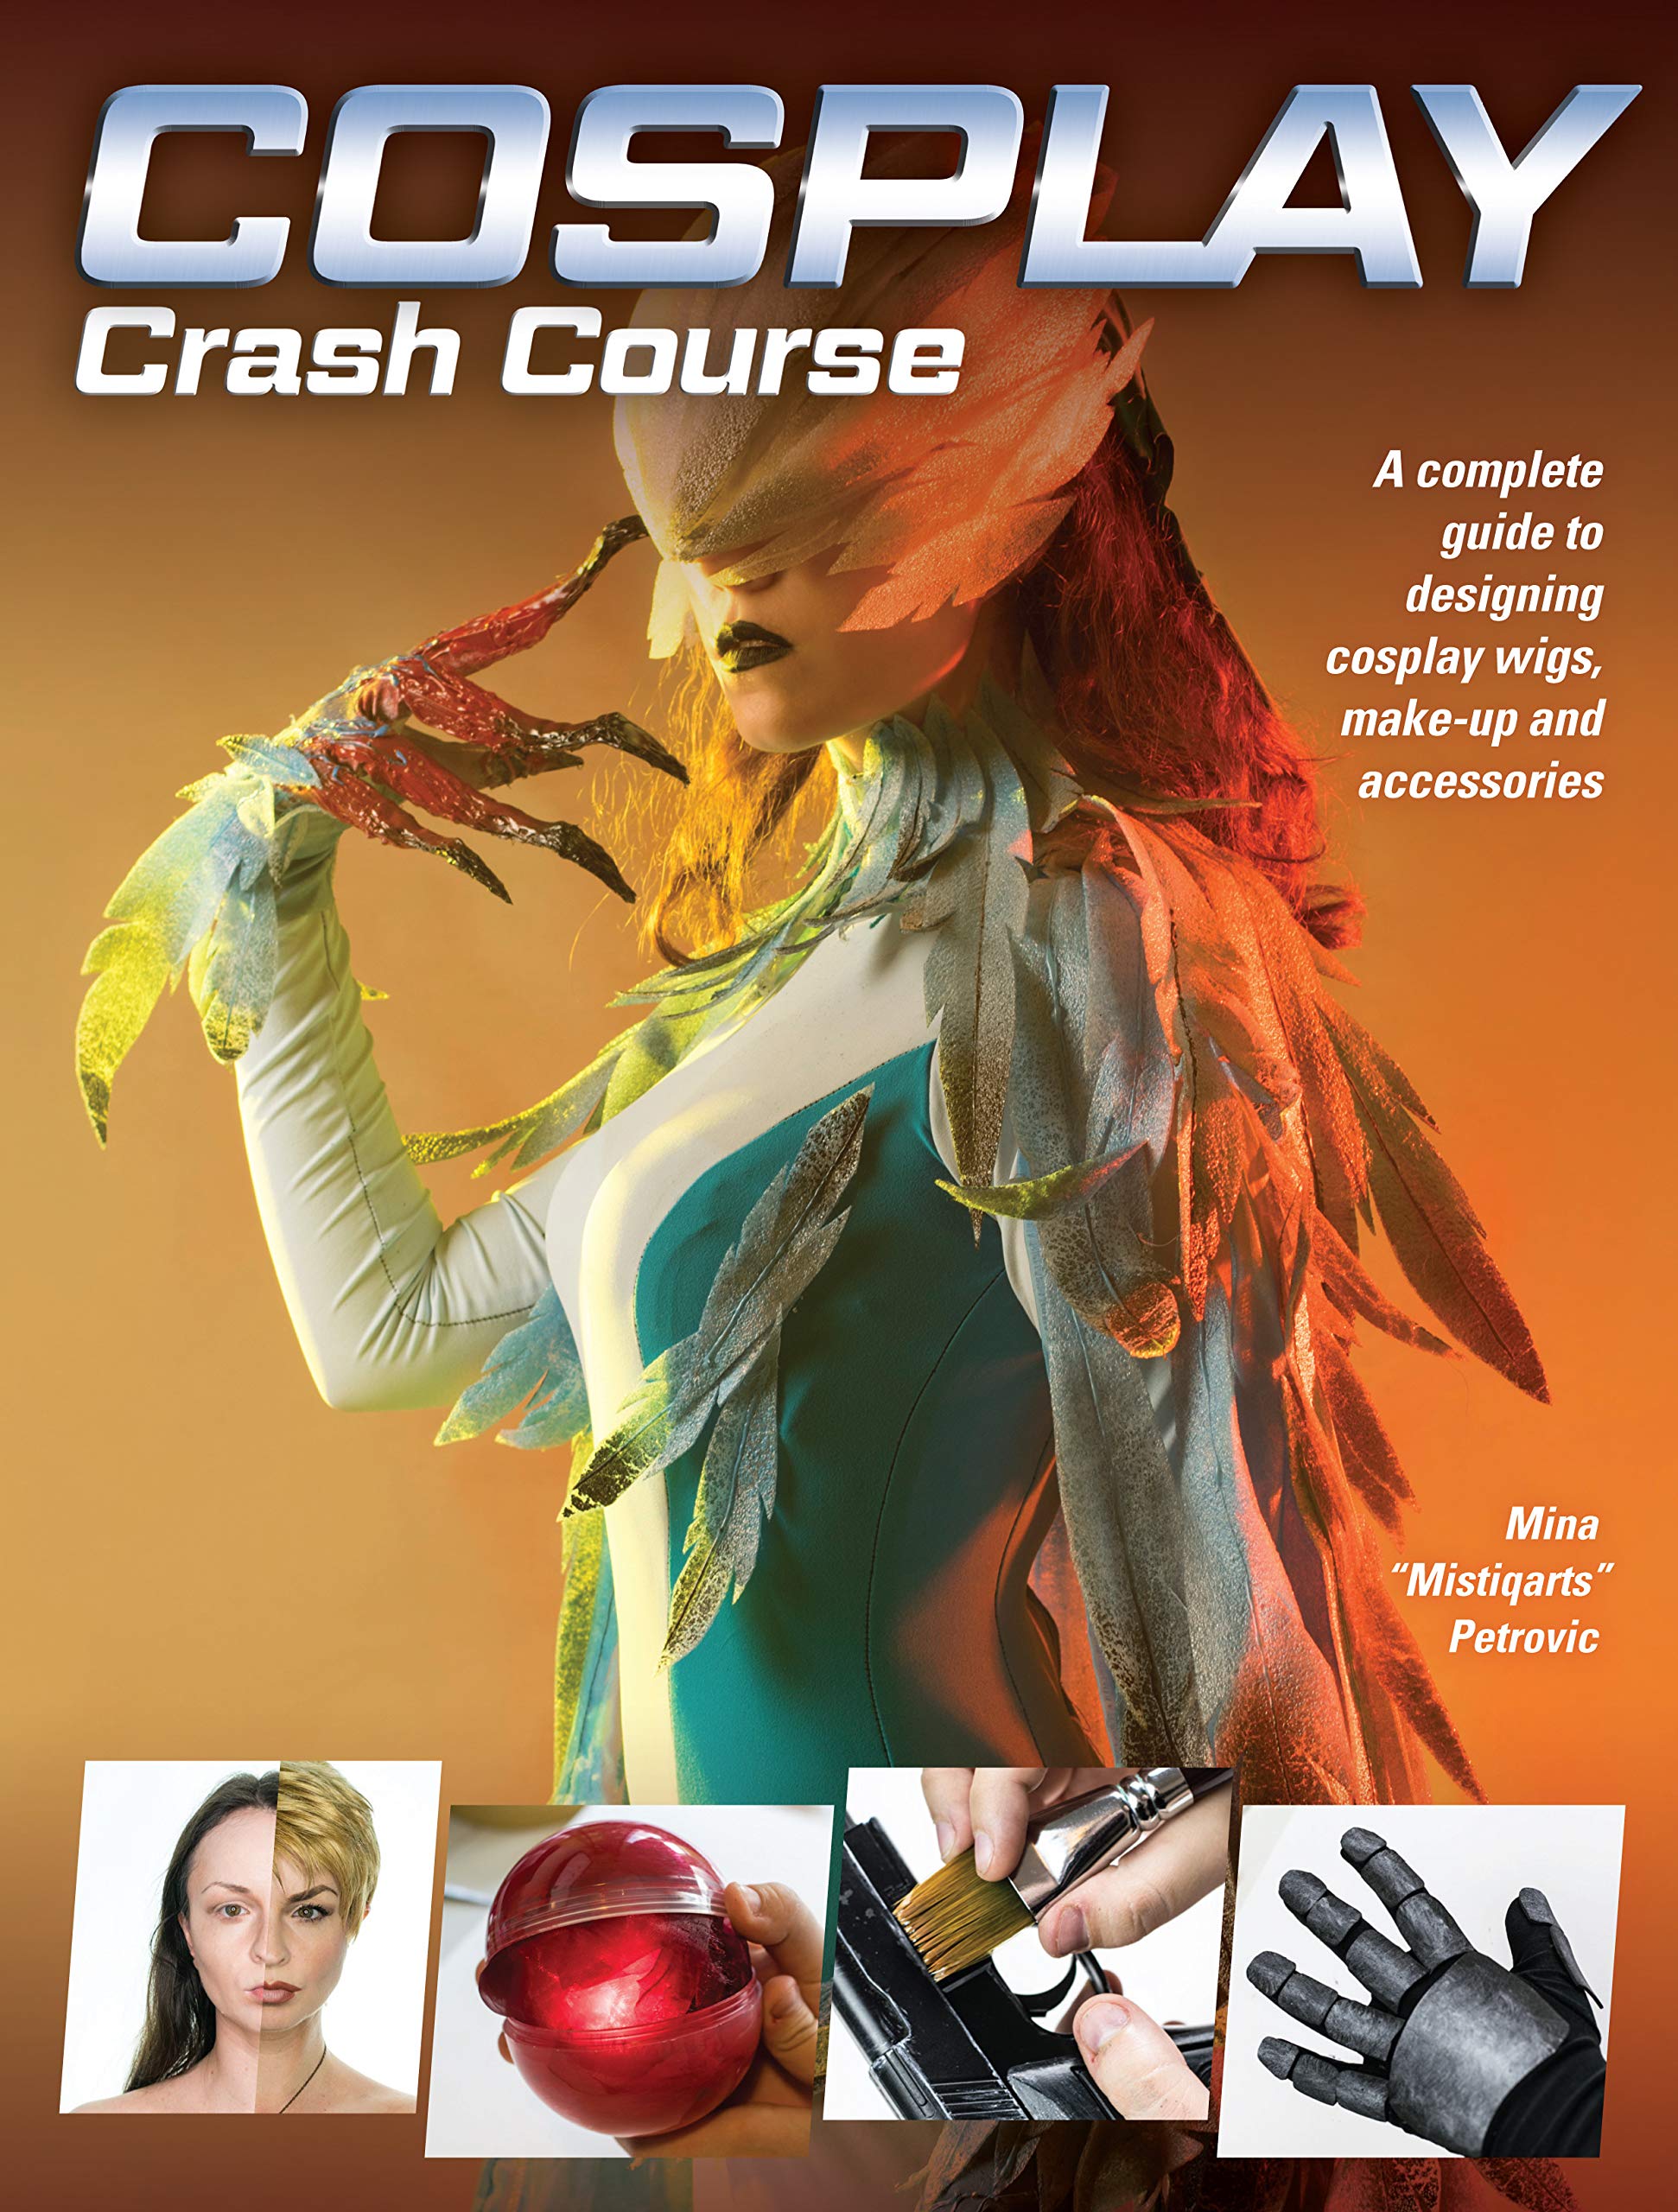 COSPLAY
Crash Course
A complete
guide to
designing
cosplay wigs,
make-up and
accessories
Mina
“Mistiqarts”
Petrovic